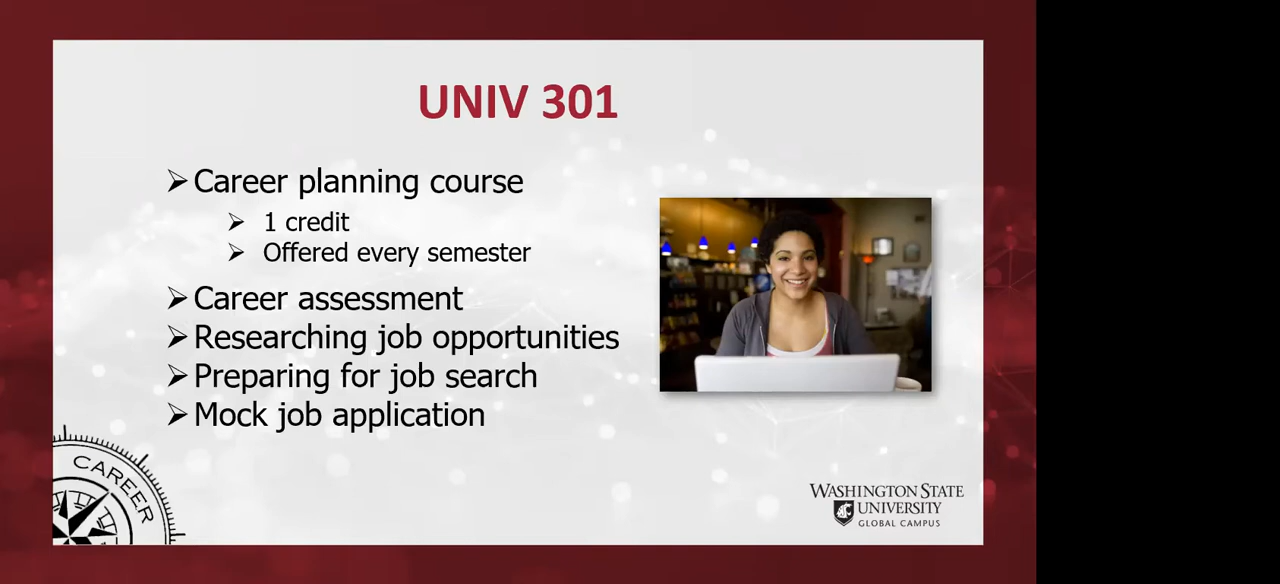 UNIV 301
Career planning course
1 credit
Offered every semester
Career assessment
Researching job opportunities
Preparing for job search
Mock job application
CAREER
CAREER
WASHINGTON STATE
UNIVERSITY
GLOBAL CAMPUS